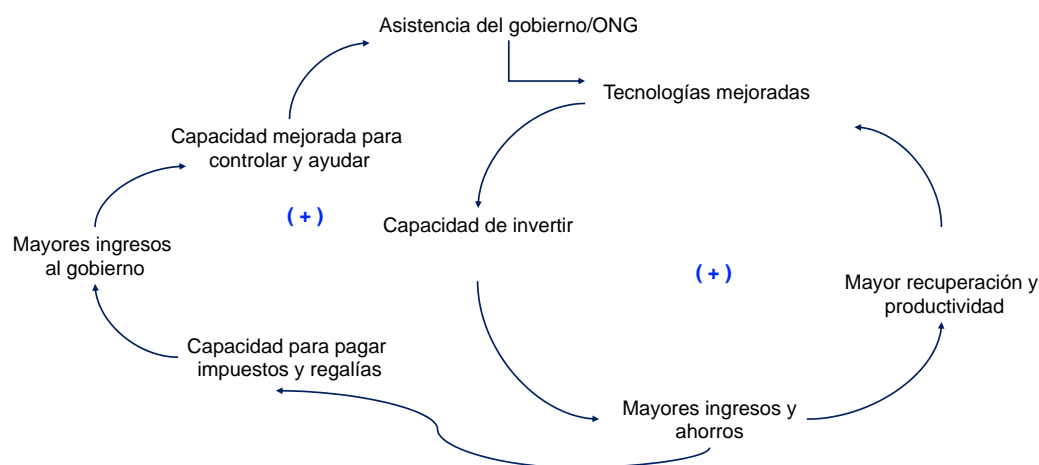 Asistencia del gobierno/ONG
Tecnologías mejoradas
Capacidad mejorada para
controlar y ayudar
( + )
Capacidad de invertir
Mayores ingresos
al gobierno
( + )
Mayor recuperación y
productividad
Capacidad para pagar
impuestos y regalías
Mayores ingresos y
ahorros